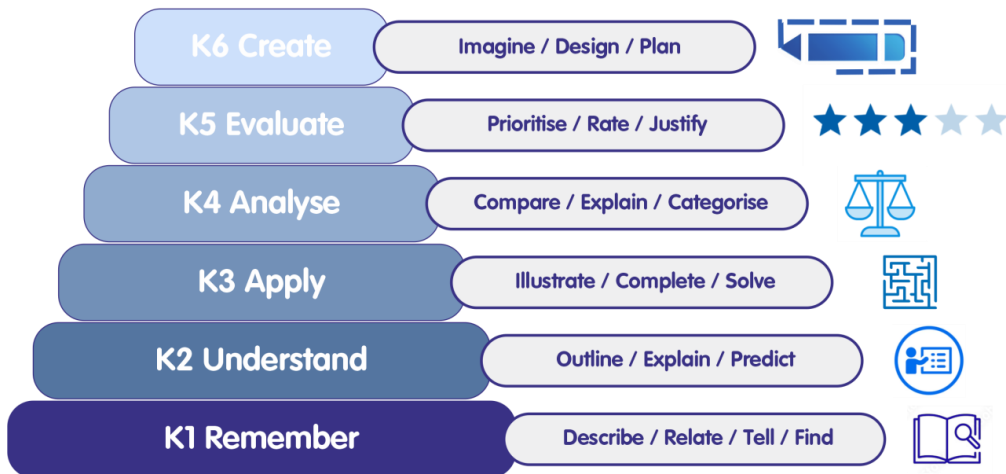 K6 Create
Imagine / Design / Plan
K5 Evaluate
Prioritise / Rate / Justify
K4 Analyse
Compare / Explain / Categorise
K3 Apply
Illustrate / Complete / Solve
K2 Understand
Outline / Explain / Predict
K1 Remember
Describe / Relate / Tell / Find